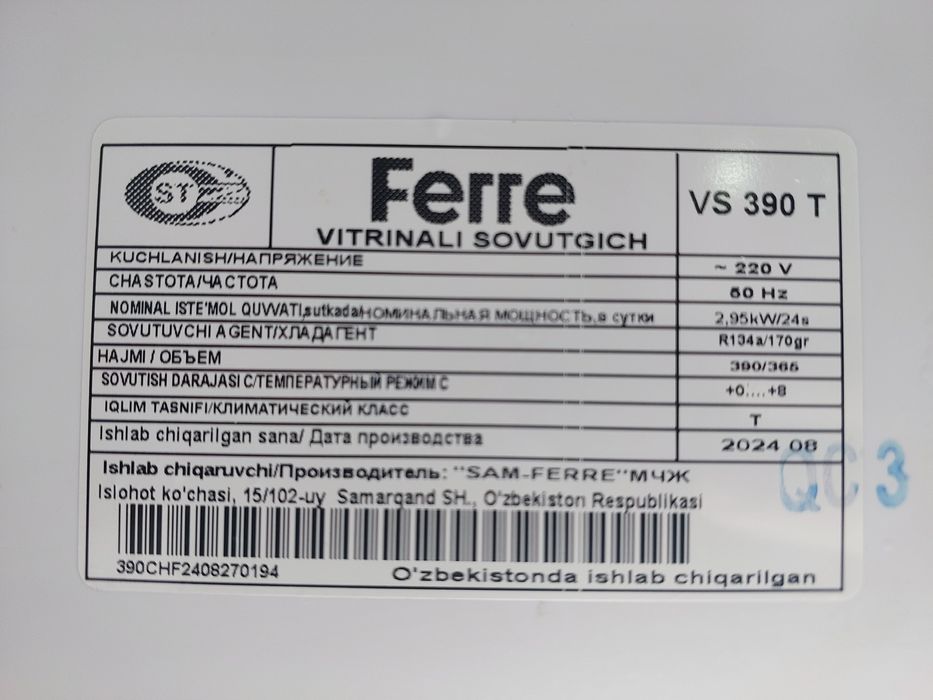 ST
Ferre
VITRINALI SOVUTGICH
VS 390 T
KUCHLANISH/НАПРЯЖЕНИЕ ~ 220 V
CHASTOTA/ЧАСТОТА 50 Hz
NOMINAL ISTE'MOL QUVVATI,sutkada/НОМИНАЛЬНАЯ МОЩНОСТЬ,в сутки 2,95kW/24s
SOVUTUVCHI AGENT/ХЛАДАГЕНТ R134a/170gr
HAJMI / ОБЪЕМ 390/365
SOVUTISH DARAJASI C/ТЕМПЕРАТУРНЫЙ РЕЖИМ С +0....+8
IQLIM TASNIFI/КЛИМАТИЧЕСКИЙ КЛАСС T
Ishlab chiqarilgan sana/ Дата производства 2024 08
Ishlab chiqaruvchi/Производитель: "SAM-FERRE"МЧЖ
Islohot ko'chasi, 15/102-uy Samarqand SH., O'zbekiston Respublikasi
QC 3
390CHF2408270194
O'zbekistonda ishlab chiqarilgan